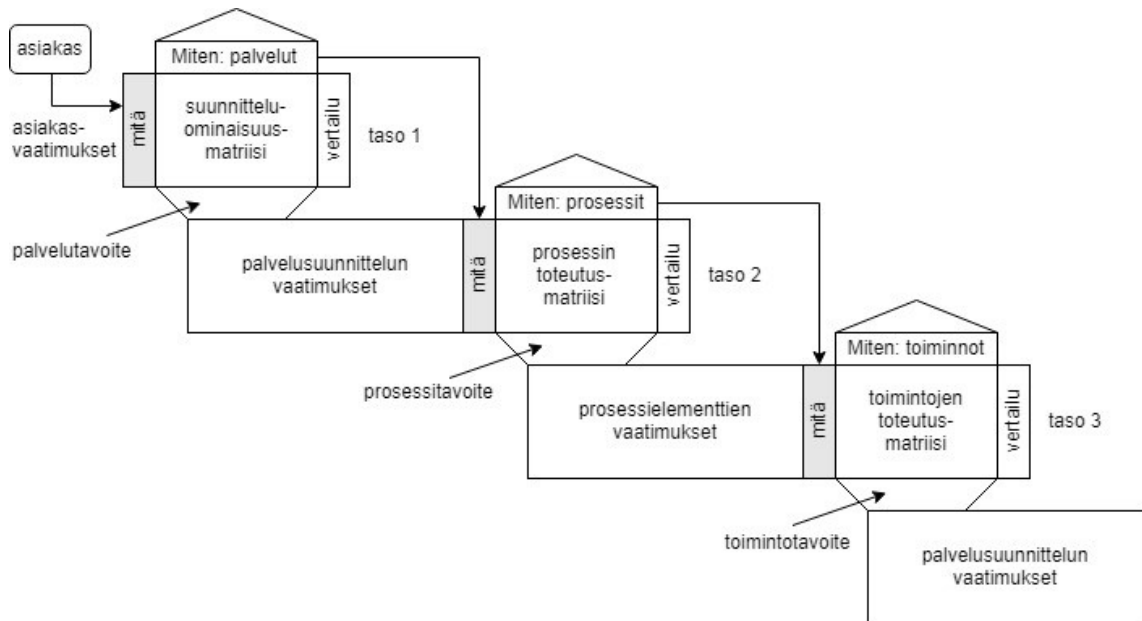 asiakas
Miten: palvelut
asiakas-
vaatimukset
mitä
suunnittelu-
ominaisuus-
matriisi
vertailu
taso 1
palvelutavoite
Miten: prosessit
palvelusuunnittelun
vaatimukset
mitä
prosessin
toteutus-
matriisi
vertailu
taso 2
prosessitavoite
Miten: toiminnot
prosessielementtien
vaatimukset
mitä
toimintojen
toteutus-
matriisi
vertailu
taso 3
toimintotavoite
palvelusuunnittelun
vaatimukset